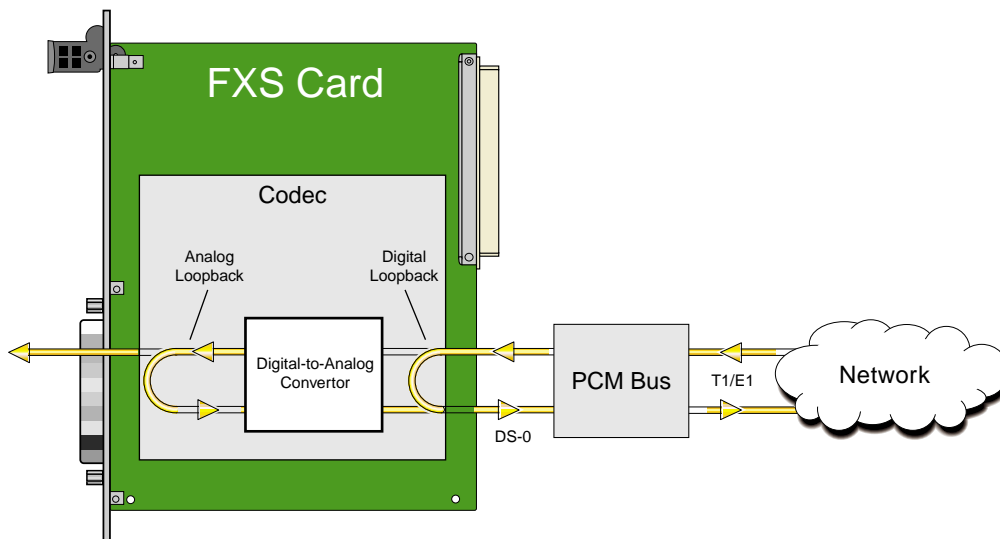 FXS Card
Codec
Analog
Loopback
Digital
Loopback
Digital-to-Analog
Convertor
PCM Bus
T1/E1
Network
DS-0